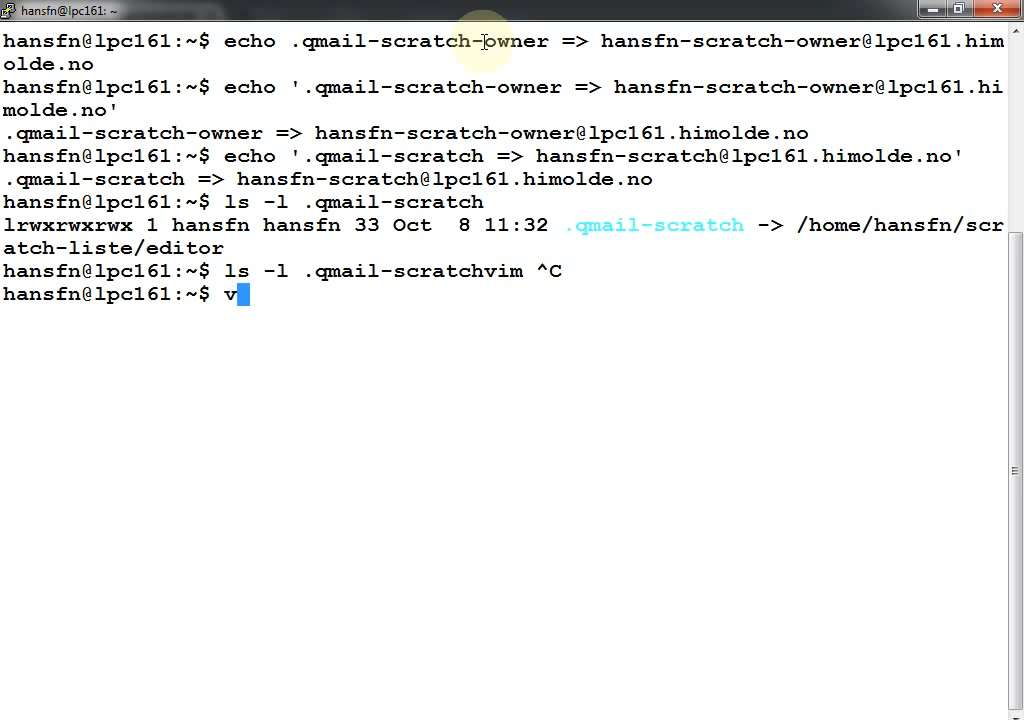 hansfn@lpc161: ~
hansfn@lpc161:~$ echo .qmail-scratch-owner => hansfn-scratch-owner@lpc161.him
olde.no
hansfn@lpc161:~$ echo '.qmail-scratch-owner => hansfn-scratch-owner@lpc161.hi
molde.no'
.qmail-scratch-owner => hansfn-scratch-owner@lpc161.himolde.no
hansfn@lpc161:~$ echo '.qmail-scratch => hansfn-scratch@lpc161.himolde.no'
.qmail-scratch => hansfn-scratch@lpc161.himolde.no
hansfn@lpc161:~$ ls -l .qmail-scratch
lrwxrwxrwx 1 hansfn hansfn 33 Oct  8 11:32 .qmail-scratch -> /home/hansfn/scr
atch-liste/editor
hansfn@lpc161:~$ ls -l .qmail-scratchvim ^C
hansfn@lpc161:~$ v